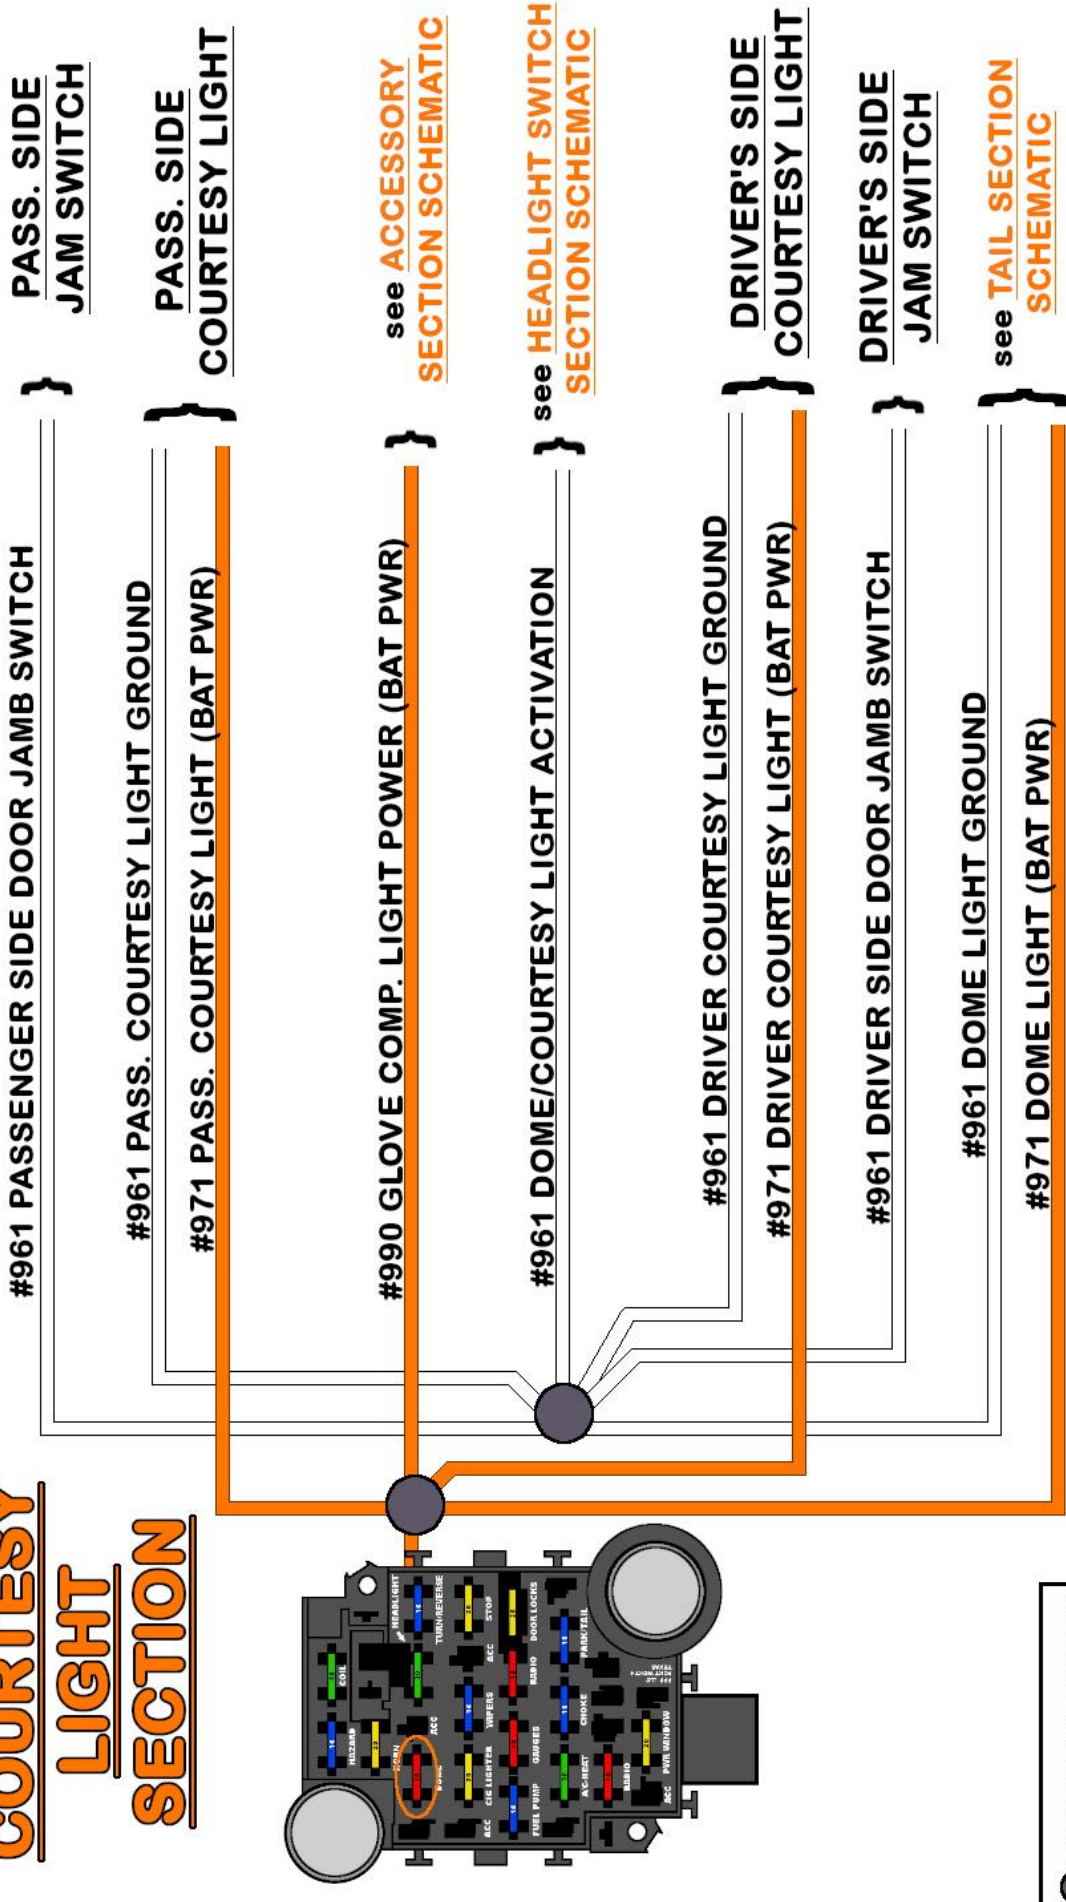 COURTESY
LIGHT
SECTION
PASS. SIDE
JAM SWITCH
#961 PASSENGER SIDE DOOR JAMB SWITCH
PASS. SIDE
COURTESY LIGHT
#961 PASS. COURTESY LIGHT GROUND
#971 PASS. COURTESY LIGHT (BAT PWR)
see ACCESSORY
SECTION SCHEMATIC
#990 GLOVE COMP. LIGHT POWER (BAT PWR)
see HEADLIGHT SWITCH
SECTION SCHEMATIC
#961 DOME/COURTESY LIGHT ACTIVATION
DRIVER'S SIDE
COURTESY LIGHT
#961 DRIVER COURTESY LIGHT GROUND
#971 DRIVER COURTESY LIGHT (BAT PWR)
DRIVER'S SIDE
JAM SWITCH
#961 DRIVER SIDE DOOR JAMB SWITCH
see TAIL SECTION
SCHEMATIC
#961 DOME LIGHT GROUND
#971 DOME LIGHT (BAT PWR)
COIL
HAZARD
HEADLIGHT
HORN
TURN/REVERSE
ACC
STOP
ACC
WIPERS
CIG LIGHTER
ACC
DOOR LOCKS
RADIO
GAUGES
FUEL PUMP
PARK/TAIL
CHOKE
A/C-HEAT
RADIO
PWR WINDOW
ACC